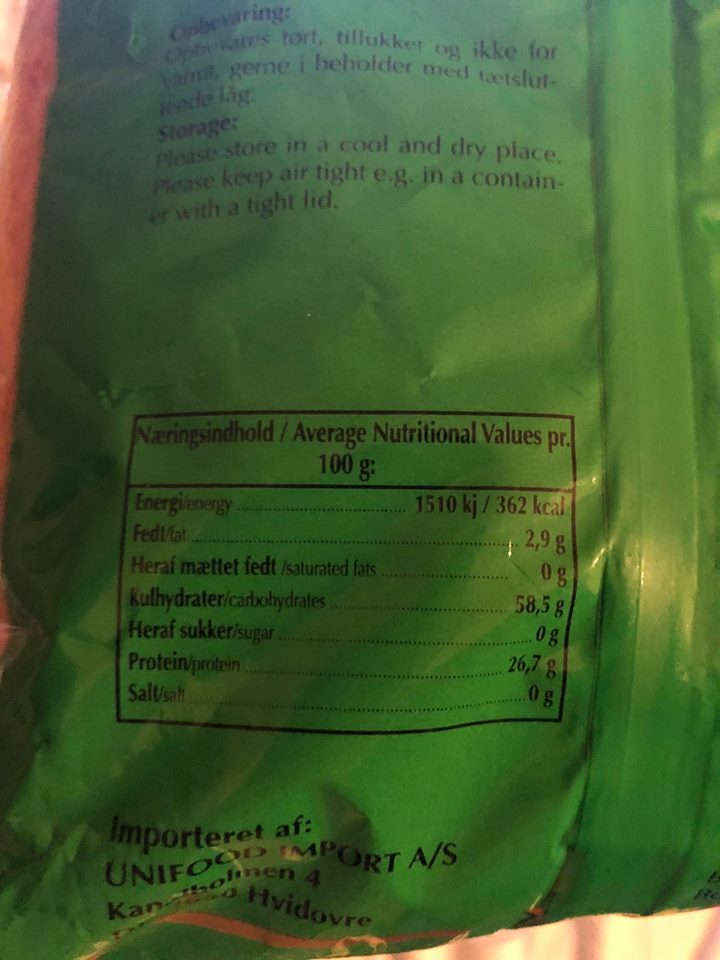 Opbevaring:
Opbevares tørt, tillukket og ikke for
varmt, gerne i beholder med tætslut-
tende låg.
Storage:
Please store in a cool and dry place.
Please keep air tight e.g. in a contain-
er with a tight lid.
Næringsindhold / Average Nutritional Values pr.
100 g:
Energi/energy 1510 kj / 362 kcal
Fedt/fat 2,9 g
Heraf mættet fedt /saturated fats 0 g
Kulhydrater/carbohydrates 58,5 g
Heraf sukker/sugar 0 g
Protein/protein 26,7 g
Salt/salt 0 g
Importeret af:
UNIFOOD IMPORT A/S
4
Hvidovre